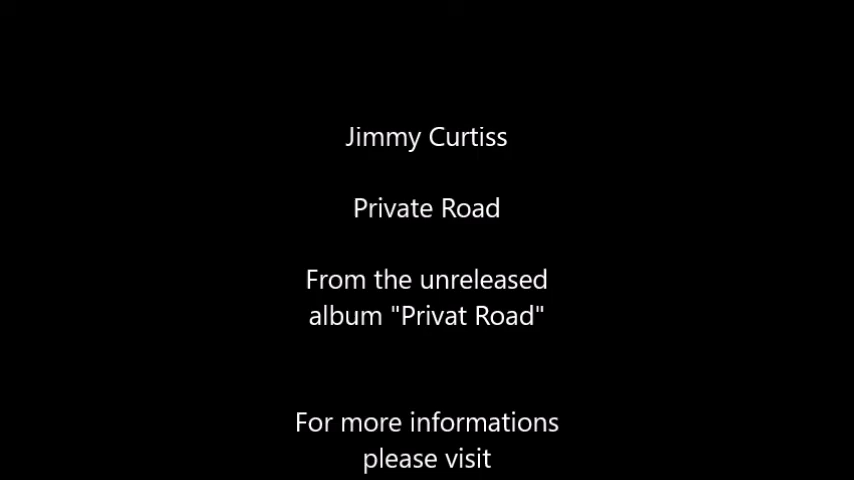 Jimmy Curtiss
Private Road
From the unreleased
album "Privat Road"
For more informations
please visit